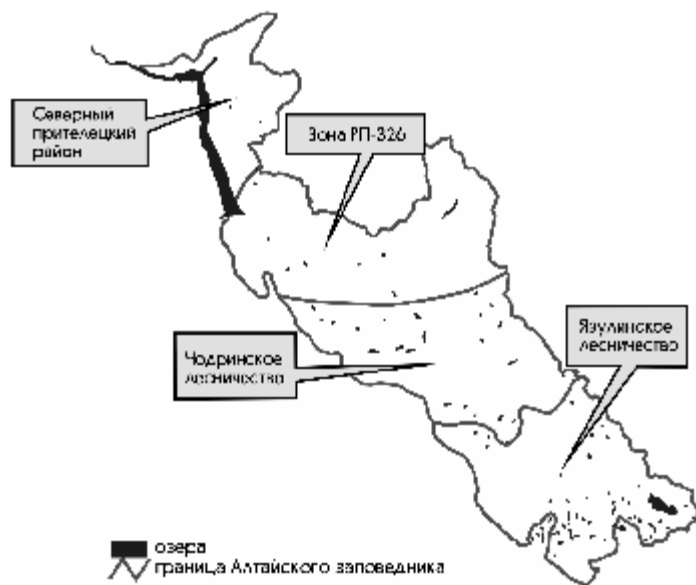 Северный
прителецкий
район
Зона РП-326
Язулинское
лесничество
Чодринское
лесничество
озера
граница Алтайского заповедника